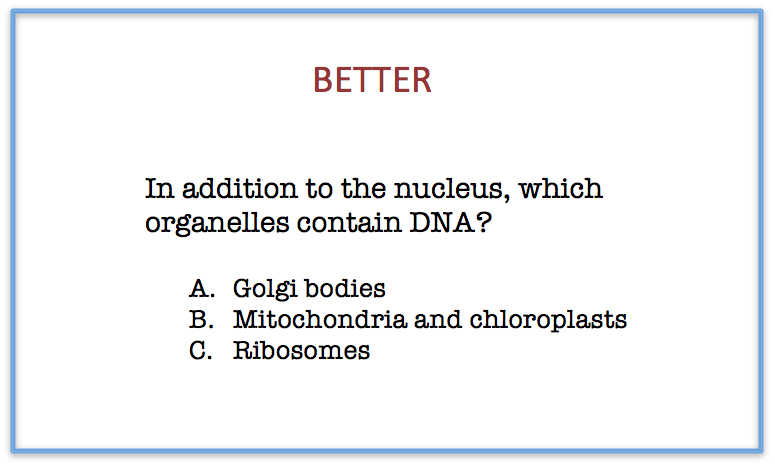 BETTER
In addition to the nucleus, which
organelles contain DNA?
A. Golgi bodies
B. Mitochondria and chloroplasts
C. Ribosomes